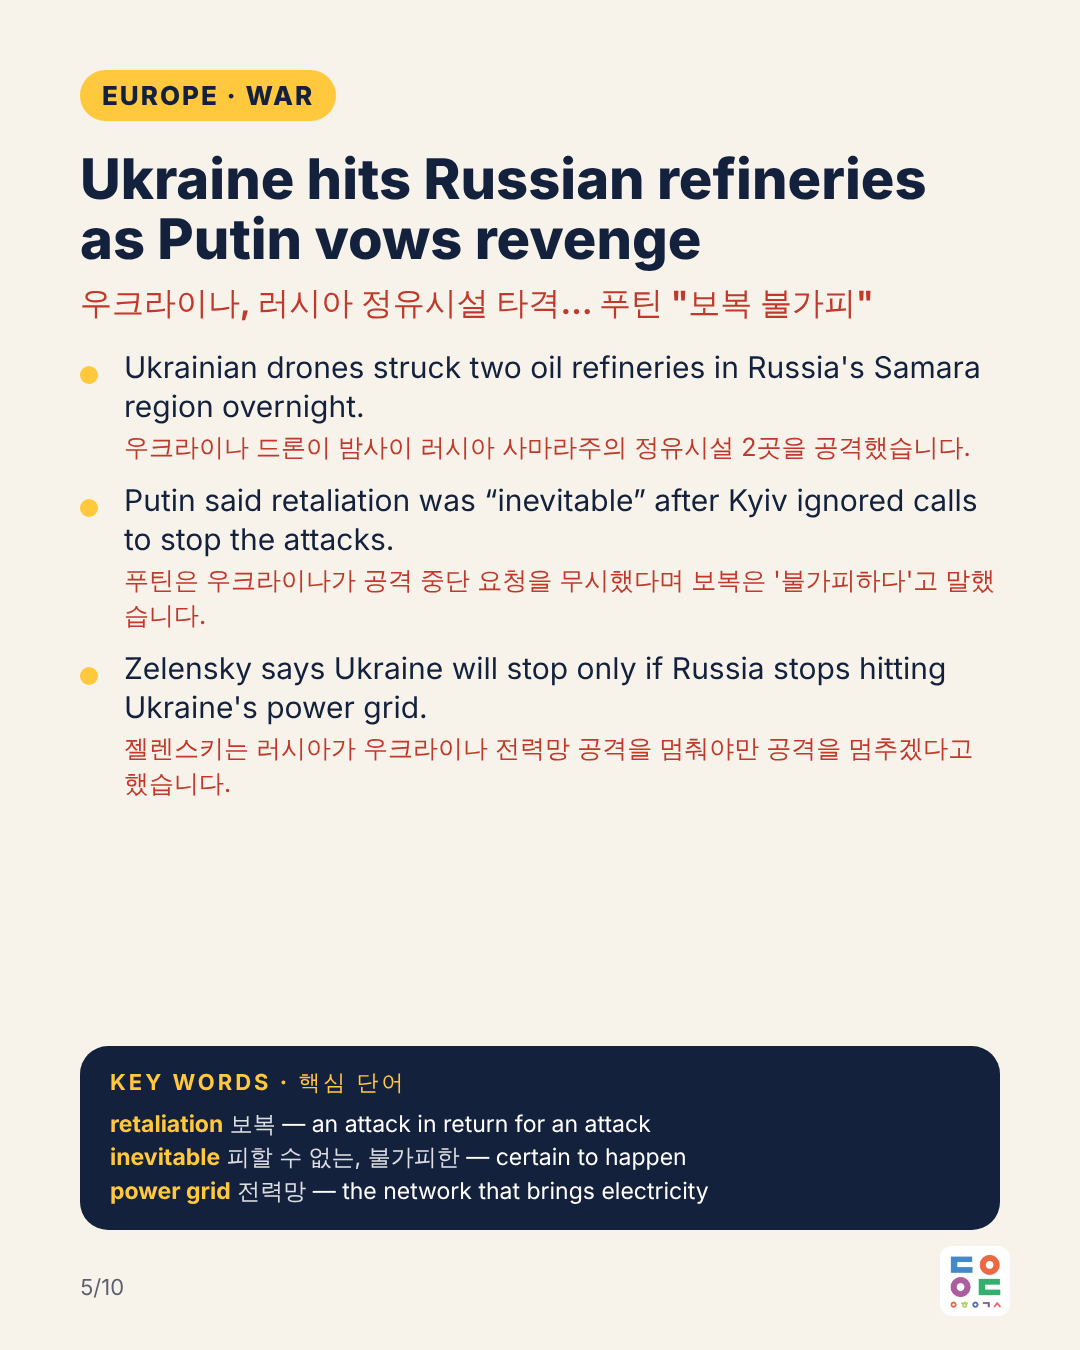 EUROPE · WAR
Ukraine hits Russian refineries
as Putin vows revenge
우크라이나, 러시아 정유시설 타격… 푸틴 "보복 불가피"
Ukrainian drones struck two oil refineries in Russia's Samara
region overnight.
우크라이나 드론이 밤사이 러시아 사마라주의 정유시설 2곳을 공격했습니다.
Putin said retaliation was “inevitable” after Kyiv ignored calls
to stop the attacks.
푸틴은 우크라이나가 공격 중단 요청을 무시했다며 보복은 '불가피하다'고 말했
습니다.
Zelensky says Ukraine will stop only if Russia stops hitting
Ukraine's power grid.
젤렌스키는 러시아가 우크라이나 전력망 공격을 멈춰야만 공격을 멈추겠다고
했습니다.
KEY WORDS · 핵심 단어
retaliation 보복 — an attack in return for an attack
inevitable 피할 수 없는, 불가피한 — certain to happen
power grid 전력망 — the network that brings electricity
5/10